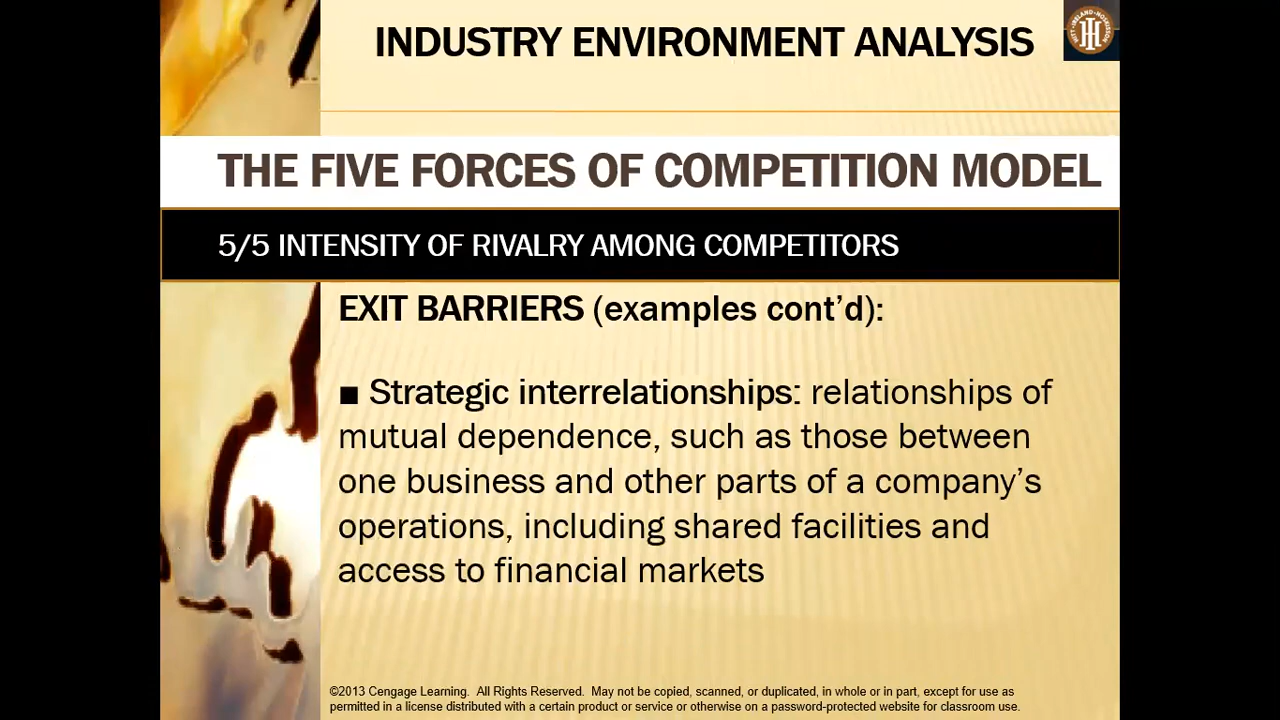 INDUSTRY ENVIRONMENT ANALYSIS
HITT•IRELAND•HOSKISSON
THE FIVE FORCES OF COMPETITION MODEL
5/5 INTENSITY OF RIVALRY AMONG COMPETITORS
EXIT BARRIERS (examples cont’d):
■ Strategic interrelationships: relationships of
mutual dependence, such as those between
one business and other parts of a company’s
operations, including shared facilities and
access to financial markets
©2013 Cengage Learning. All Rights Reserved. May not be copied, scanned, or duplicated, in whole or in part, except for use as
permitted in a license distributed with a certain product or service or otherwise on a password-protected website for classroom use.